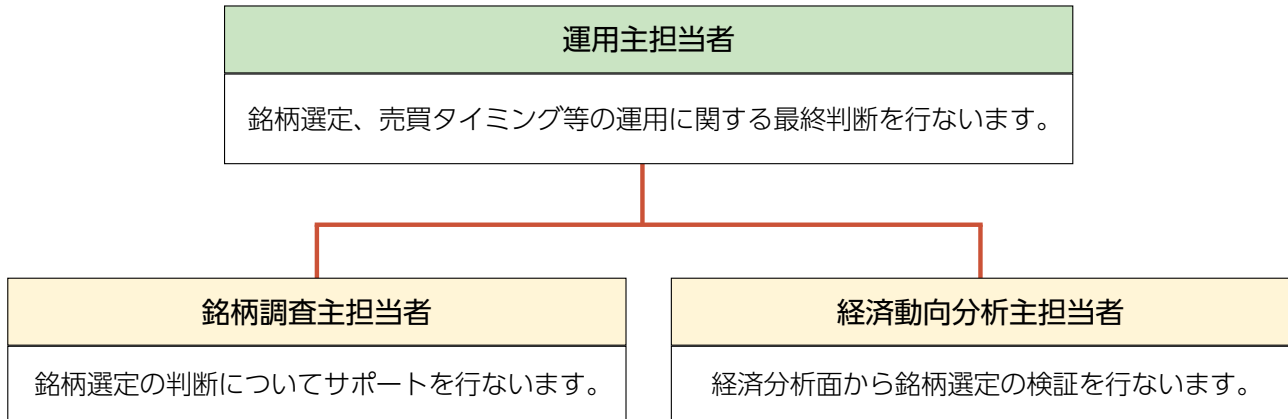 運用主担当者
銘柄選定、売買タイミング等の運用に関する最終判断を行ないます。
銘柄調査主担当者
銘柄選定の判断についてサポートを行ないます。
経済動向分析主担当者
経済分析面から銘柄選定の検証を行ないます。